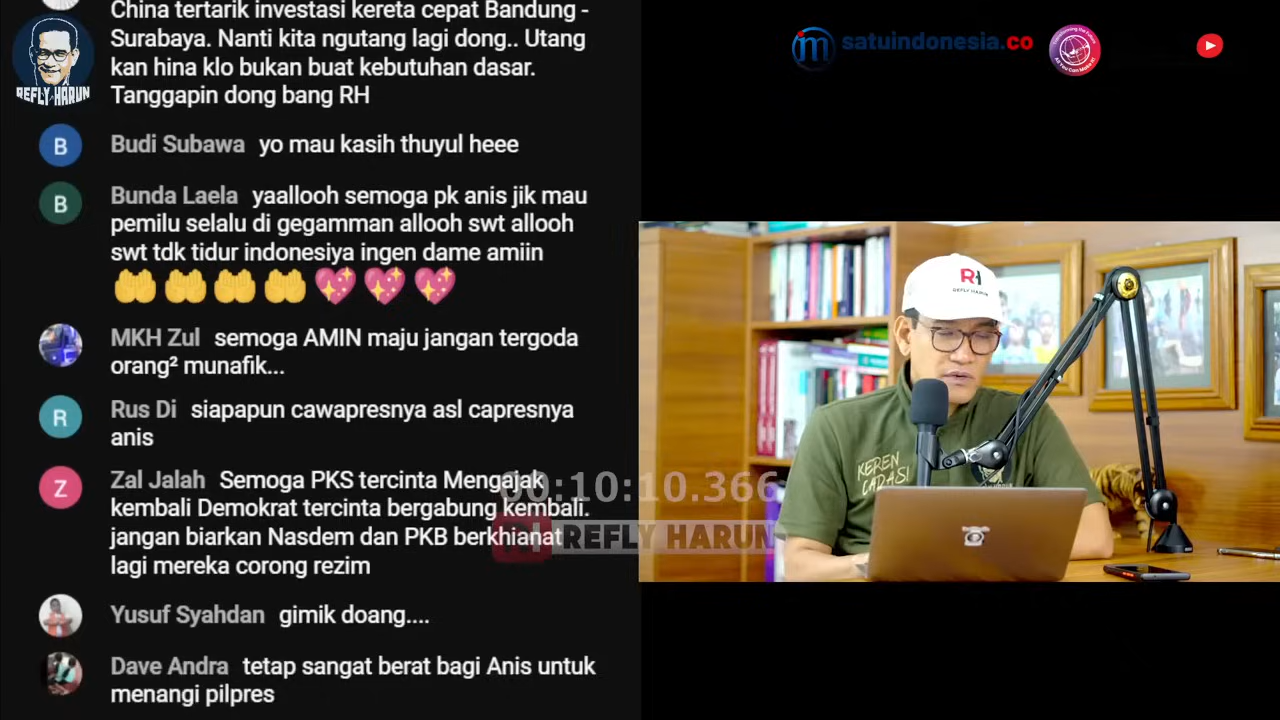 China tertarik investasi kereta cepat Bandung -
Surabaya. Nanti kita ngutang lagi dong.. Utang
kan hina klo bukan buat kebutuhan dasar.
Tanggapin dong bang RH
REFLY HARUN
B Budi Subawa yo mau kasih thuyul heee
B Bunda Laela yaallooh semoga pk anis jik mau
pemilu selalu di gegamman allooh swt allooh
swt tdk tidur indonesiya ingen dame amiin
🤲🤲🤲🤲💖💖💖
MKH Zul semoga AMIN maju jangan tergoda
orang² munafik...
R Rus Di siapapun cawapresnya asl capresnya
anis
Z Zal Jalah Semoga PKS tercinta Mengajak
kembali Demokrat tercinta bergabung kembali.
jangan biarkan Nasdem dan PKB berkhianat
lagi mereka corong rezim
Yusuf Syahdan gimik doang....
Dave Andra tetap sangat berat bagi Anis untuk
menangi pilpres
satuindonesia.co
RH
REFLY HARUN
KEREN
CADAS!
00:10:10.366
RH REFLY HARUN